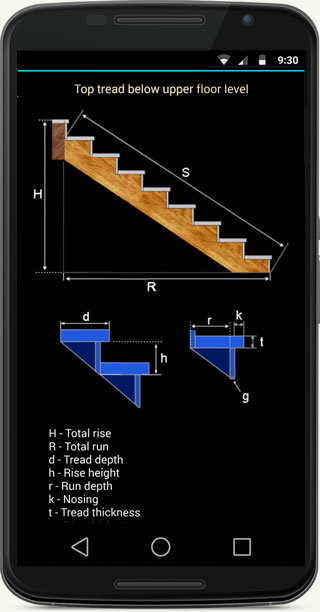 9:30
Top tread below upper floor level
S
H
R
d
h
r
k
t
g
H - Total rise
R - Total run
d - Tread depth
h - Rise height
r - Run depth
k - Nosing
t - Tread thickness